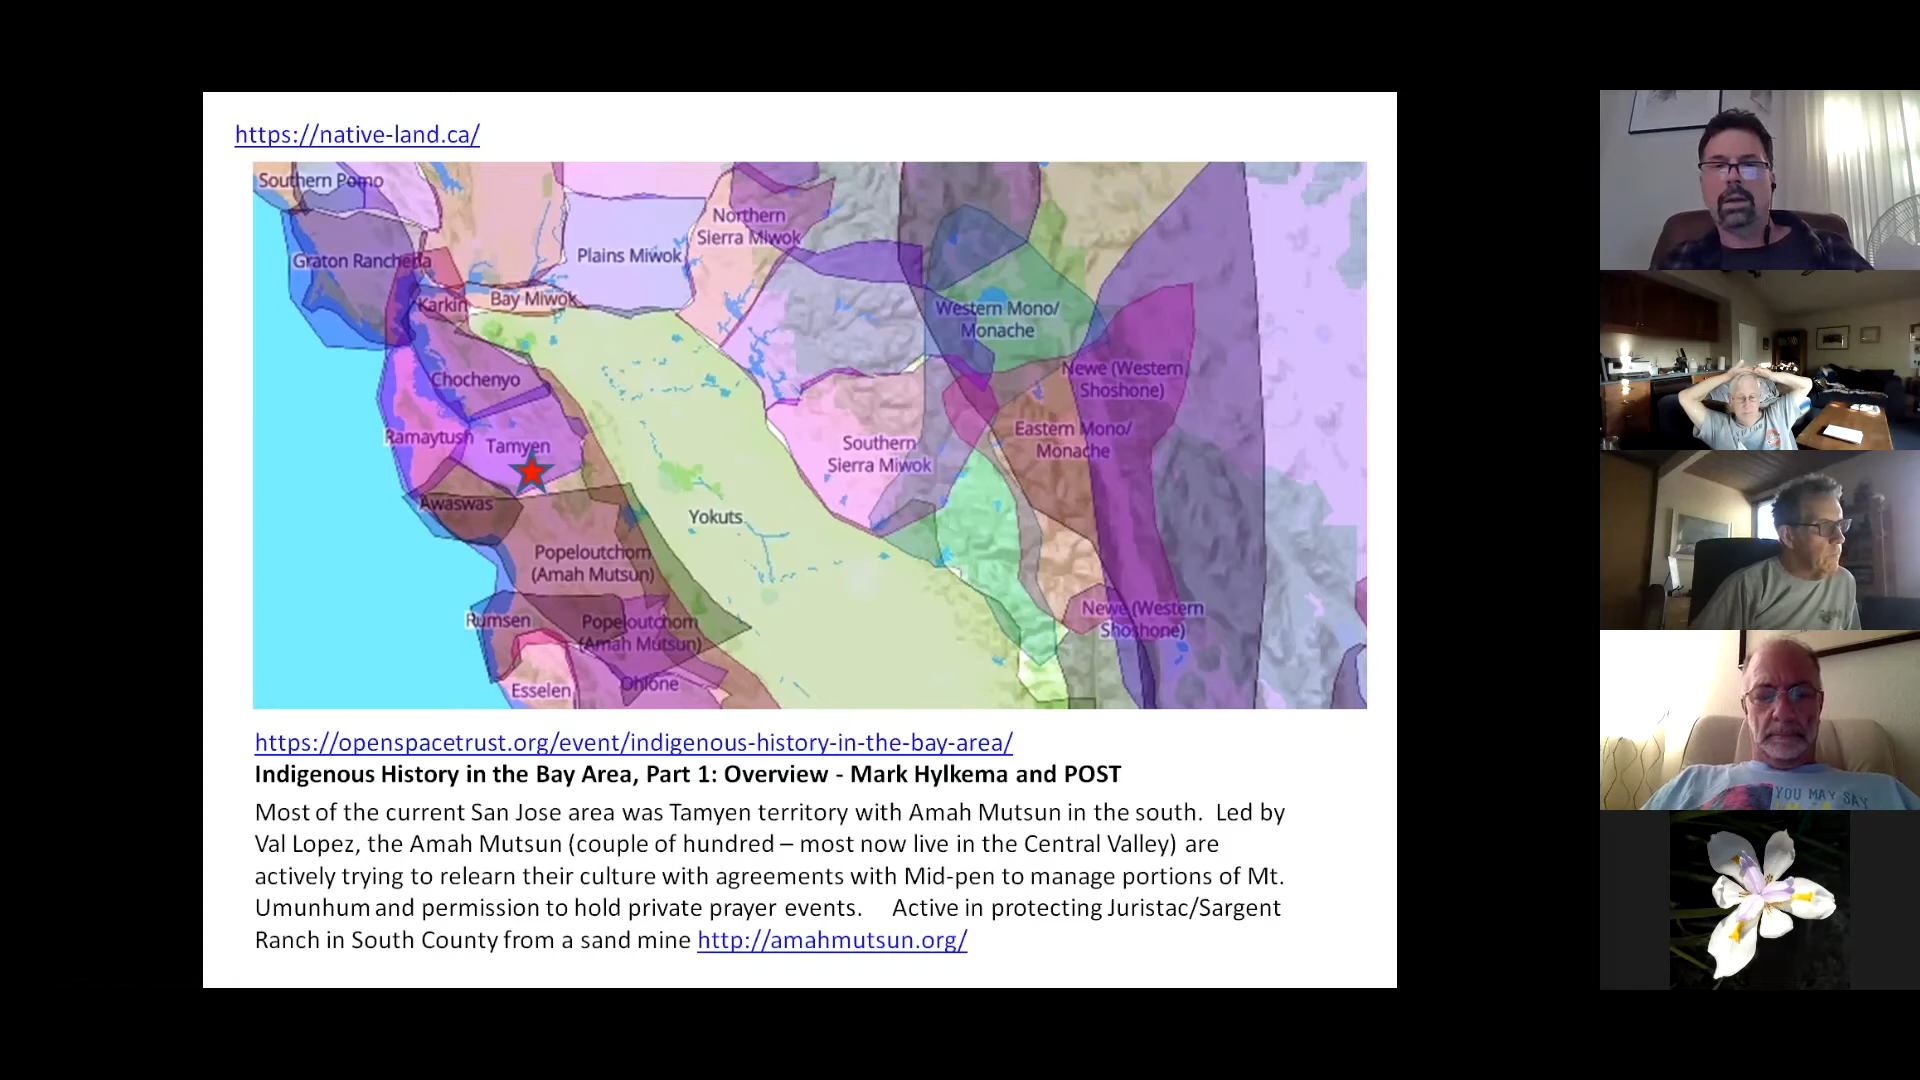 https://native-land.ca/
Southern Pomo
Northern
Sierra Miwok
Plains Miwok
Graton Rancheria
Karkin
Bay Miwok
Western Mono/
Monache
Chochenyo
Newe (Western
Shoshone)
Ramaytush
Tamyen
Southern
Sierra Miwok
Eastern Mono/
Monache
Awaswas
Yokuts
Popeloutchom
(Amah Mutsun)
Rumsen
Popeloutchom
(Amah Mutsun)
Newe (Western
Shoshone)
Esselen
Ohlone
https://openspacetrust.org/event/indigenous-history-in-the-bay-area/
Indigenous History in the Bay Area, Part 1: Overview - Mark Hylkema and POST
Most of the current San Jose area was Tamyen territory with Amah Mutsun in the south.  Led by
Val Lopez, the Amah Mutsun (couple of hundred – most now live in the Central Valley) are
actively trying to relearn their culture with agreements with Mid-pen to manage portions of Mt.
Umunhum and permission to hold private prayer events.    Active in protecting Juristac/Sargent
Ranch in South County from a sand mine http://amahmutsun.org/
YOU MAY SAY